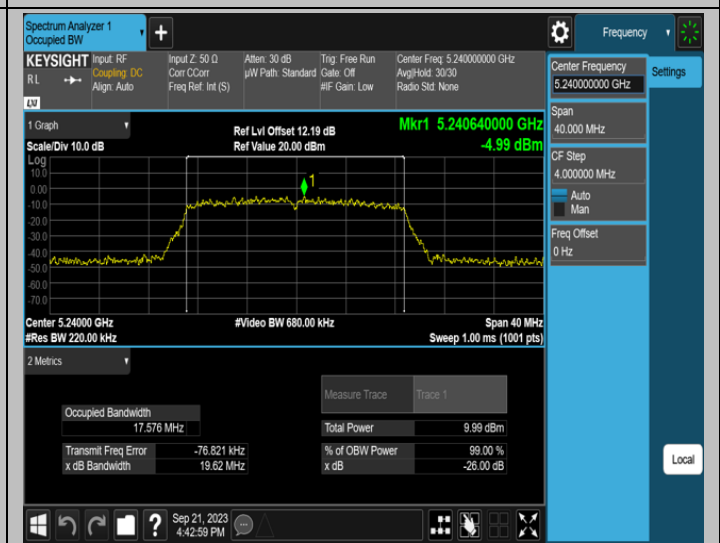 Spectrum Analyzer 1
Occupied BW
+
Frequency
KEYSIGHT
R L
LXI
Input: RF
Coupling: DC
Align: Auto
Input Z: 50 Ω
Corr CCorr
Freq Ref: Int (S)
Atten: 30 dB
µW Path: Standard
Trig: Free Run
Gate: Off
#IF Gain: Low
Center Freq: 5.240000000 GHz
Avg|Hold: 30/30
Radio Std: None
Center Frequency
5.240000000 GHz
Settings
Span
40.000 MHz
CF Step
4.000000 MHz
Auto
Man
Freq Offset
0 Hz
Local
1 Graph
Scale/Div 10.0 dB
Ref Lvl Offset 12.19 dB
Ref Value 20.00 dBm
Mkr1 5.240640000 GHz
-4.99 dBm
Log
10.0
0.00
-10.0
-20.0
-30.0
-40.0
-50.0
-60.0
-70.0
1
Center 5.24000 GHz
#Res BW 220.00 kHz
#Video BW 680.00 kHz
Span 40 MHz
Sweep 1.00 ms (1001 pts)
2 Metrics
Measure Trace
Trace 1
Occupied Bandwidth
17.576 MHz
Total Power
9.99 dBm
Transmit Freq Error
-76.821 kHz
% of OBW Power
99.00 %
x dB Bandwidth
19.62 MHz
x dB
-26.00 dB
?
Sep 21, 2023
4:42:59 PM